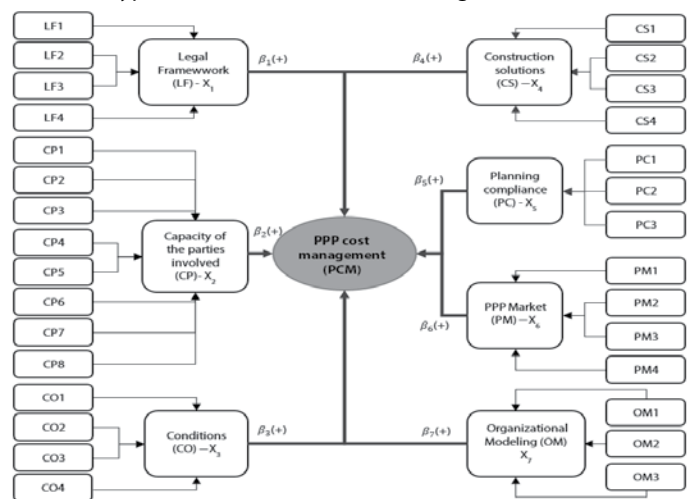 LF1
LF2
LF3
LF4
Legal
Framewwork
(LF) - X1
β1(+)
β4(+)
Construction
solutions
(CS) —X4
CS1
CS2
CS3
CS4
CP1
CP2
CP3
CP4
CP5
CP6
CP7
CP8
Capacity of
the parties
involved
(CP)- X2
β2(+)
PPP cost
management
(PCM)
β5(+)
Planning
compliance
(PC) - X5
PC1
PC2
PC3
β6(+)
PPP Market
(PM) —X6
PM1
PM2
PM3
PM4
CO1
CO2
CO3
CO4
Conditions
(CO) —X3
β3(+)
β7(+)
Organizational
Modeling (OM)
X7
OM1
OM2
OM3